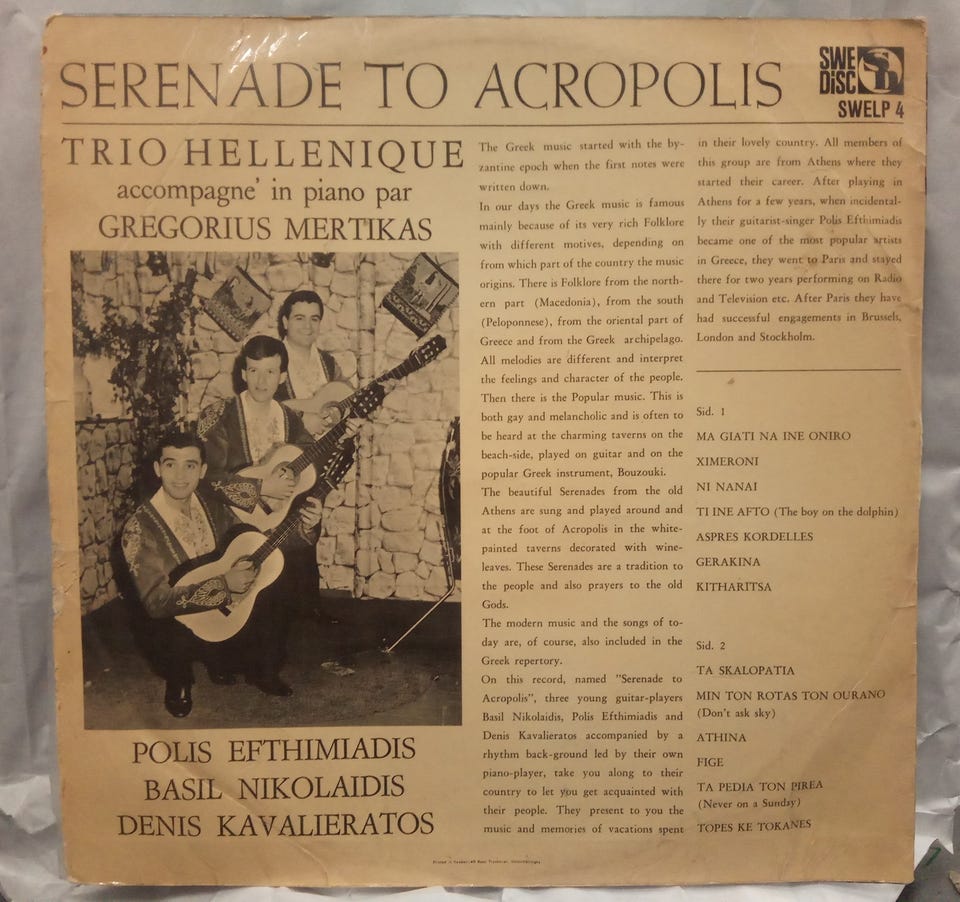 SERENADE TO ACROPOLIS
SWE
DISC
SWELP 4
TRIO HELLENIQUE
accompagne' in piano par
GREGORIUS MERTIKAS
POLIS EFTHIMIADIS
BASIL NIKOLAIDIS
DENIS KAVALIERATOS
The Greek music started with the by-
zantine epoch when the first notes were
written down.
In our days the Greek music is famous
mainly because of its very rich Folklore
with different motives, depending on
from which part of the country the music
origins. There is Folklore from the north-
ern part (Macedonia), from the south
(Peloponnese), from the oriental part of
Greece and from the Greek archipelago.
All melodies are different and interpret
the feelings and character of the people.
Then there is the Popular music. This is
both gay and melancholic and is often to
be heard at the charming taverns on the
beach-side, played on guitar and on the
popular Greek instrument, Bouzouki.
The beautiful Serenades from the old
Athens are sung and played around and
at the foot of Acropolis in the white-
painted taverns decorated with wine-
leaves. These Serenades are a tradition to
the people and also prayers to the old
Gods.
The modern music and the songs of to-
day are, of course, also included in the
Greek repertory.
On this record, named "Serenade to
Acropolis", three young guitar-players
Basil Nikolaidis, Polis Efthimiadis and
Denis Kavalieratos accompanied by a
rhythm back-ground led by their own
piano-player, take you along to their
country to let you get acquainted with
their people. They present to you the
music and memories of vacations spent
in their lovely country. All members of
this group are from Athens where they
started their career. After playing in
Athens for a few years, when incidental-
ly their guitarist-singer Polis Efthimiadis
became one of the most popular artists
in Greece, they went to Paris and stayed
there for two years performing on Radio
and Television etc. After Paris they have
had successful engagements in Brussels,
London and Stockholm.
Sid. 1
MA GIATI NA INE ONIRO
XIMERONI
NI NANAI
TI INE AFTO (The boy on the dolphin)
ASPRES KORDELLES
GERAKINA
KITHARITSA
Sid. 2
TA SKALOPATIA
MIN TON ROTAS TON OURANO
(Don't ask sky)
ATHINA
FIGE
TA PEDIA TON PIREA
(Never on a Sunday)
TOPES KE TOKANES